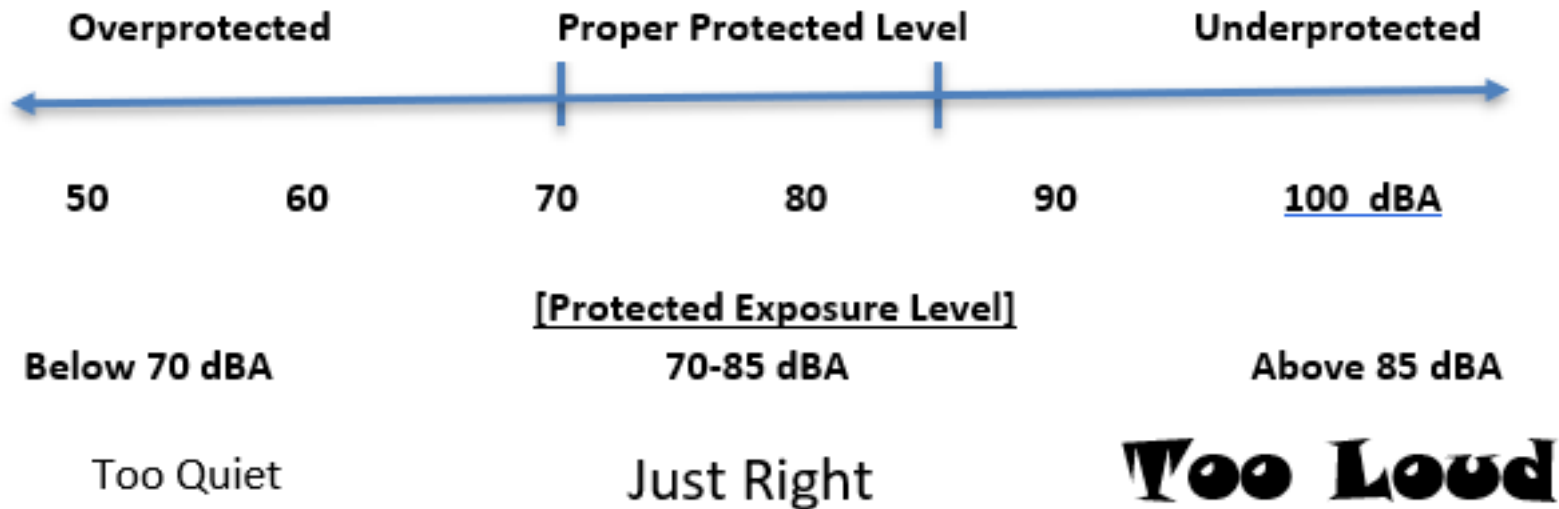 Overprotected Proper Protected Level Underprotected
50 60 70 80 90 100 dBA
[Protected Exposure Level]
Below 70 dBA 70-85 dBA Above 85 dBA
Too Quiet Just Right Too Loud